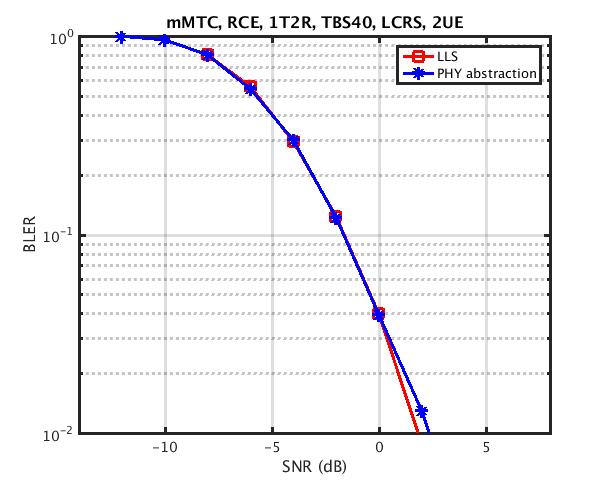 mMTC, RCE, 1T2R, TBS40, LCRS, 2UE
10^0
LLS
PHY abstraction
BLER
10^-1
10^-2
-10
-5
0
5
SNR (dB)